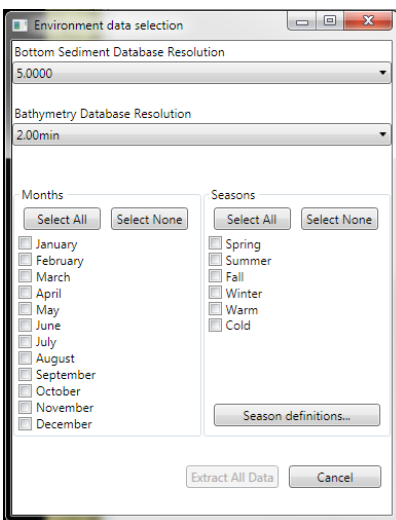 Environment data selection
Bottom Sediment Database Resolution
5.0000
Bathymetry Database Resolution
2.00min
Months
Select All Select None
January
February
March
April
May
June
July
August
September
October
November
December
Seasons
Select All Select None
Spring
Summer
Fall
Winter
Warm
Cold
Season definitions...
Extract All Data Cancel